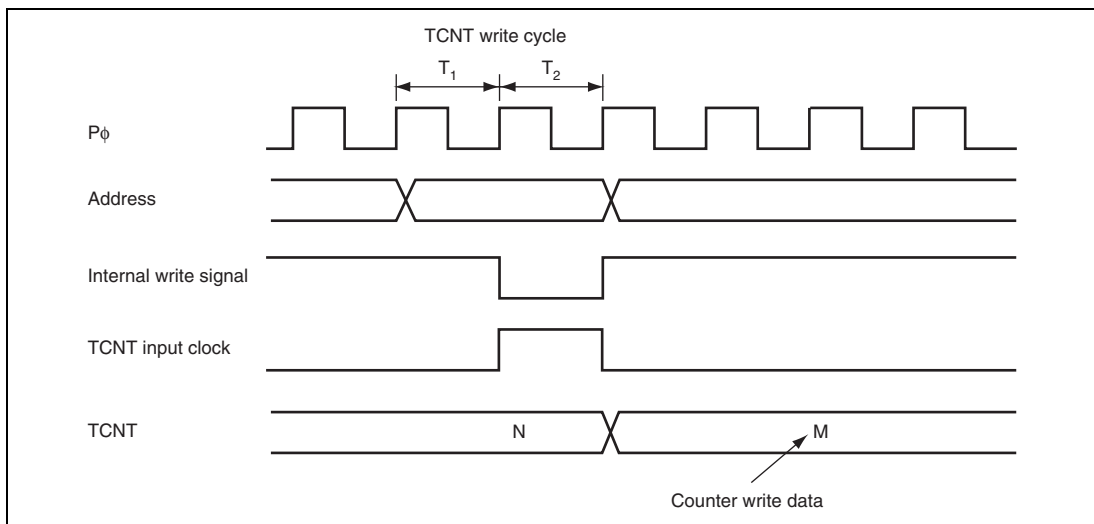 TCNT write cycle
T1 T2
Pϕ
Address
Internal write signal
TCNT input clock
TCNT N M
Counter write data